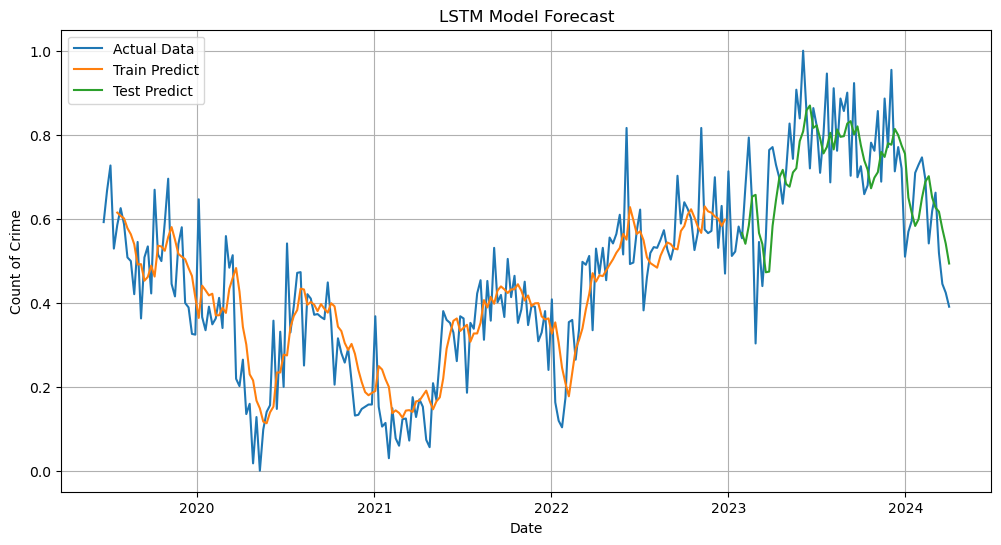 LSTM Model Forecast
Actual Data
Train Predict
Test Predict
Count of Crime
1.0
0.8
0.6
0.4
0.2
0.0
2020 2021 2022 2023 2024
Date